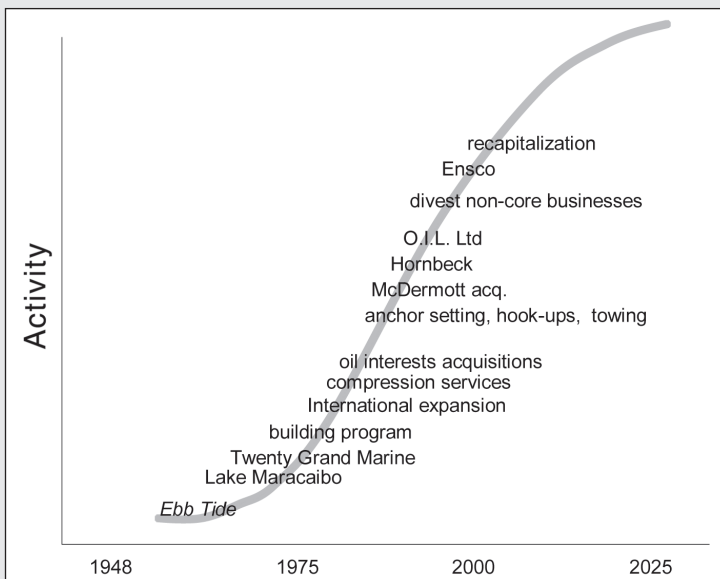 recapitalization
Ensco
divest non-core businesses
O.I.L. Ltd
Hornbeck
McDermott acq.
anchor setting, hook-ups, towing
oil interests acquisitions
compression services
International expansion
building program
Twenty Grand Marine
Lake Maracaibo
Ebb Tide
Activity
1948 1975 2000 2025